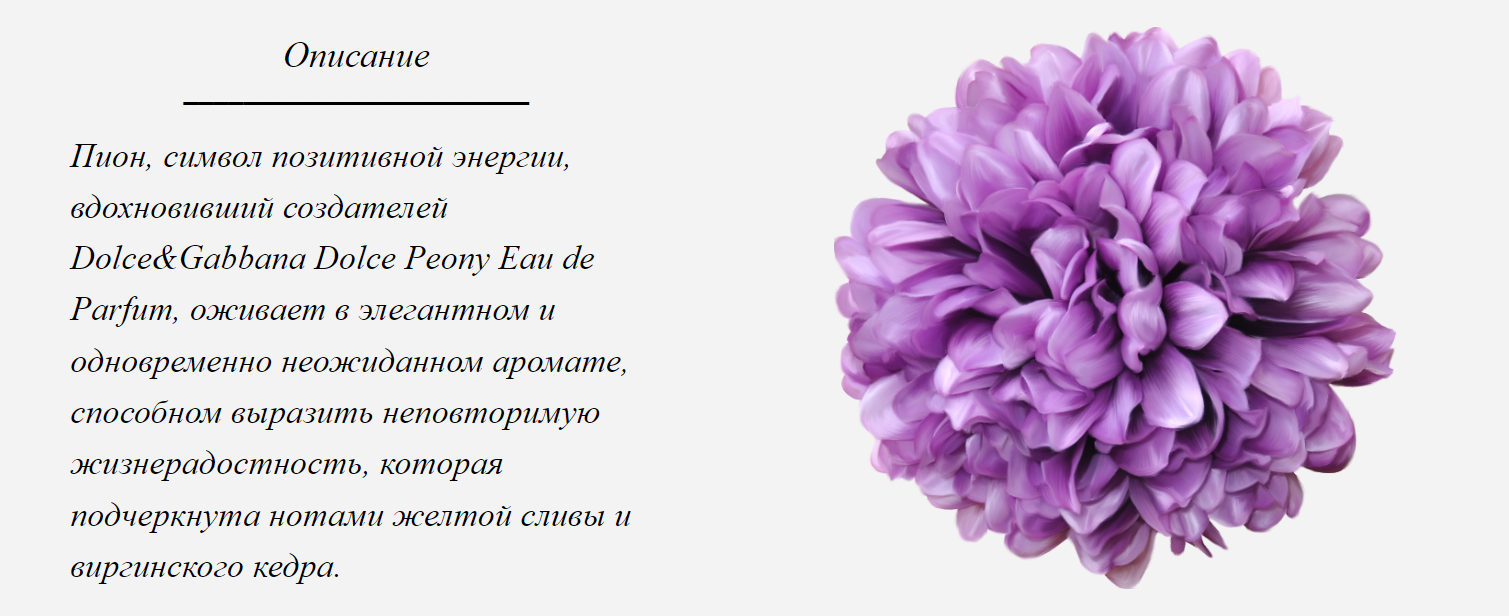 Описание
Пион, символ позитивной энергии,
вдохновивший создателей
Dolce&Gabbana Dolce Peony Eau de
Parfum, оживает в элегантном и
одновременно неожиданном аромате,
способном выразить неповторимую
жизнерадостность, которая
подчеркнута нотами желтой сливы и
виргинского кедра.